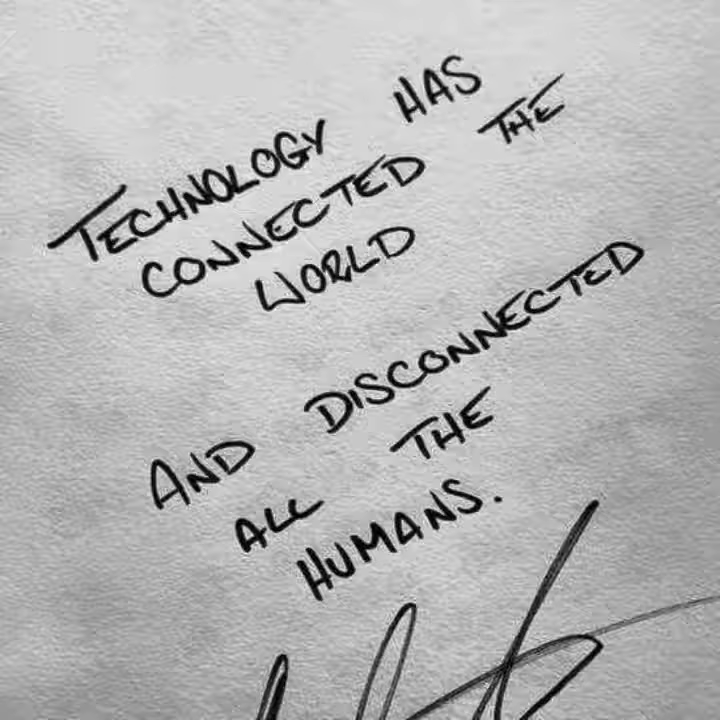 TECHNOLOGY HAS
CONNECTED THE
WORLD
AND DISCONNECTED
ALL THE
HUMANS.